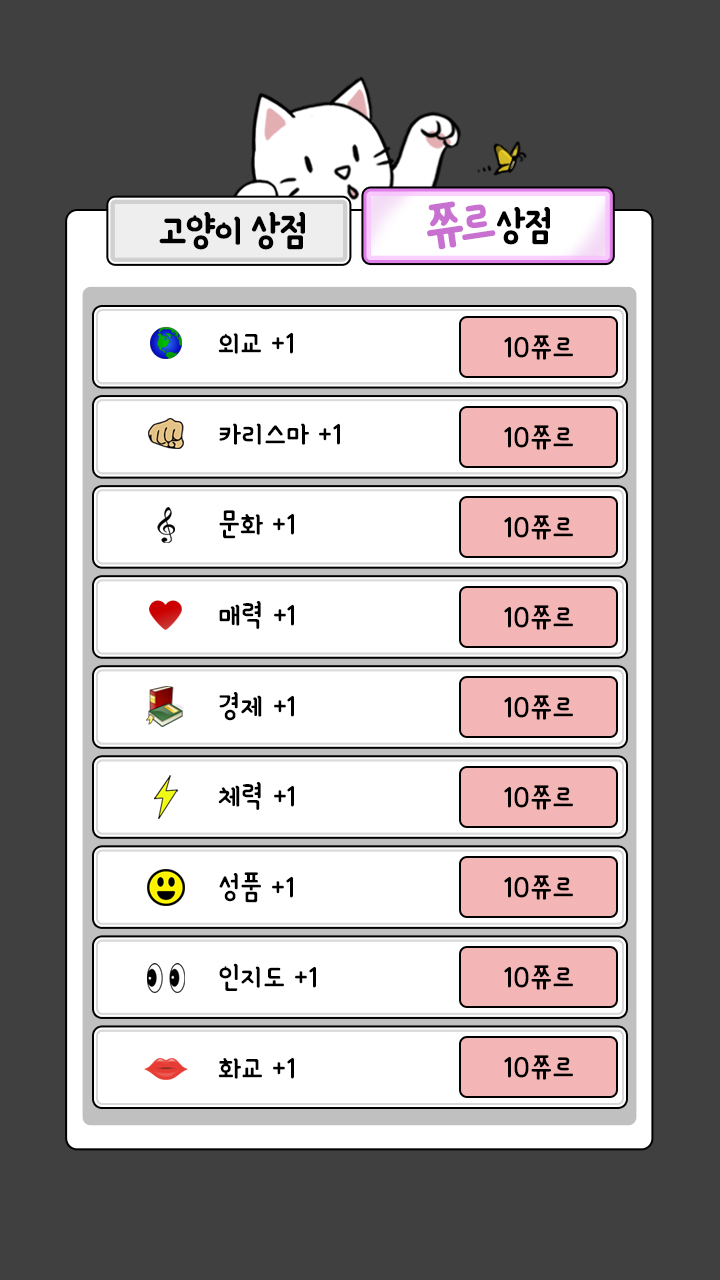 고양이 상점
쮸르상점
외교 +1
10쮸르
카리스마 +1
10쮸르
문화 +1
10쮸르
매력 +1
10쮸르
경제 +1
10쮸르
체력 +1
10쮸르
성품 +1
10쮸르
인지도 +1
10쮸르
화교 +1
10쮸르